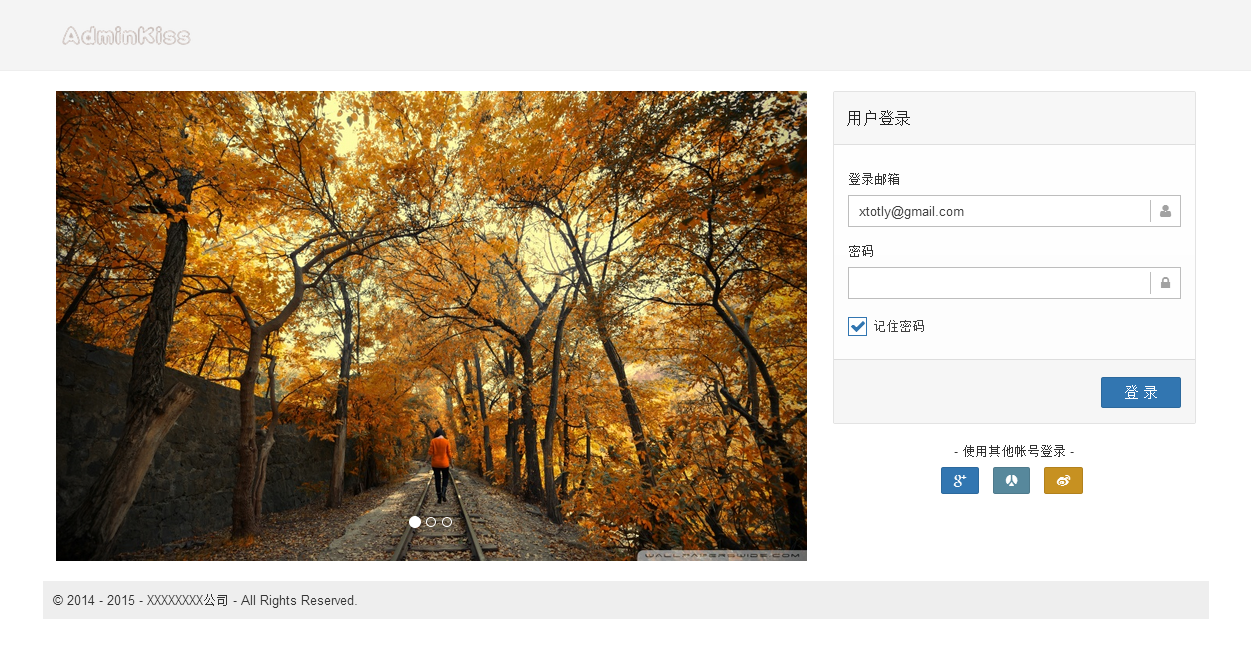 AdminKiss
用户登录
登录邮箱
xtotly@gmail.com
密码
记住密码
登 录
- 使用其他帐号登录 -
© 2014 - 2015 - XXXXXXXX公司 - All Rights Reserved.